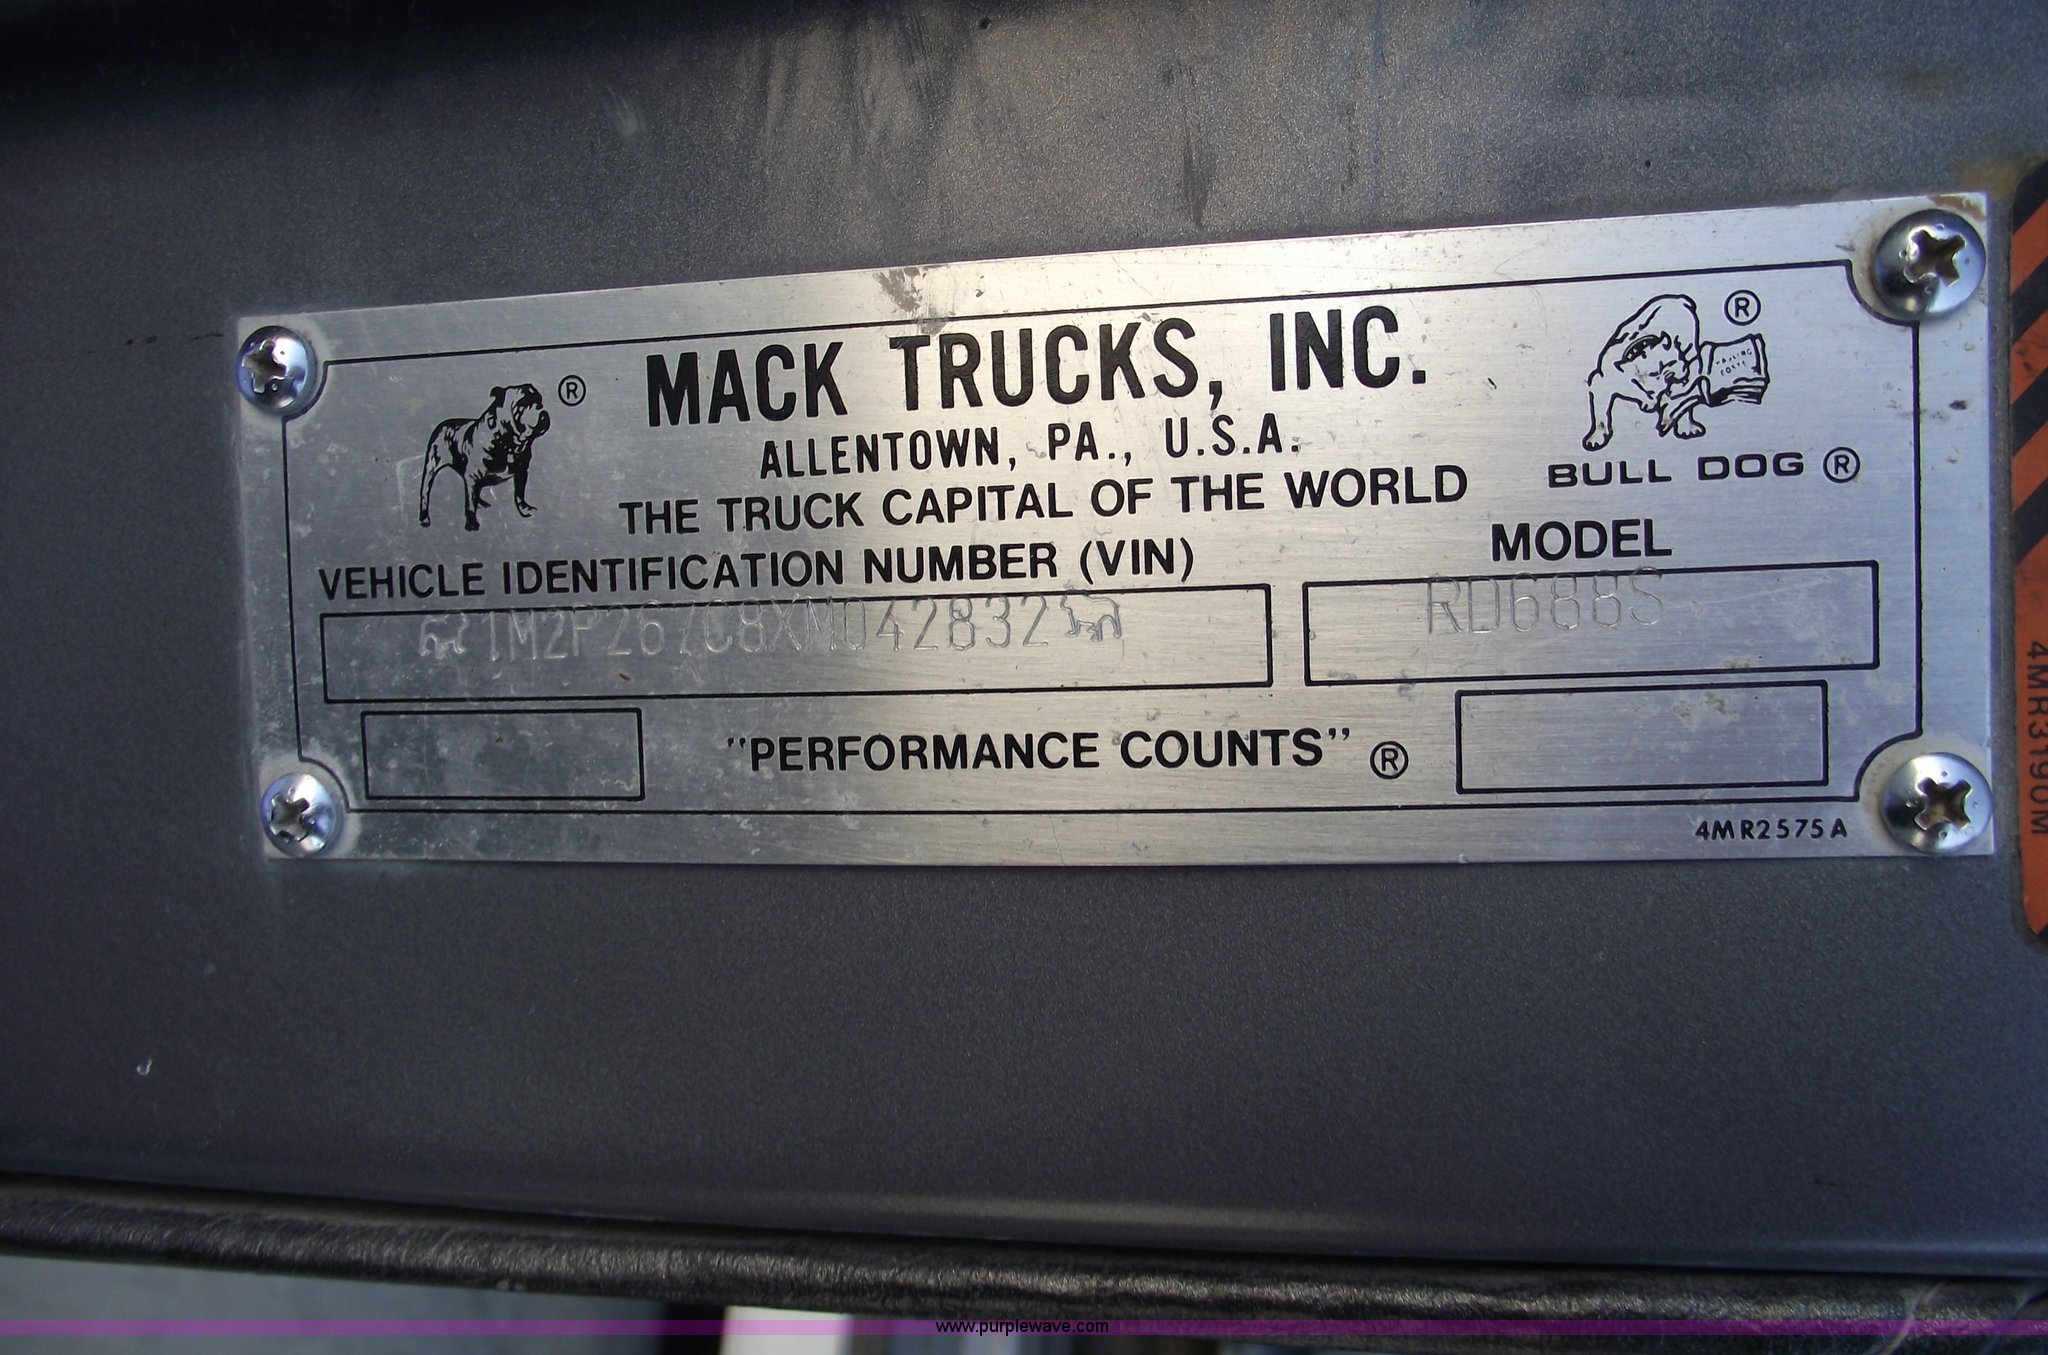 MACK TRUCKS, INC.
ALLENTOWN, PA., U.S.A.
THE TRUCK CAPITAL OF THE WORLD
®
®
BULL DOG ®
VEHICLE IDENTIFICATION NUMBER (VIN)
MODEL
1M2P267C8XM042832
RD688S
"PERFORMANCE COUNTS" ®
4MR2575A
4MR3190M
www.purplewave.com